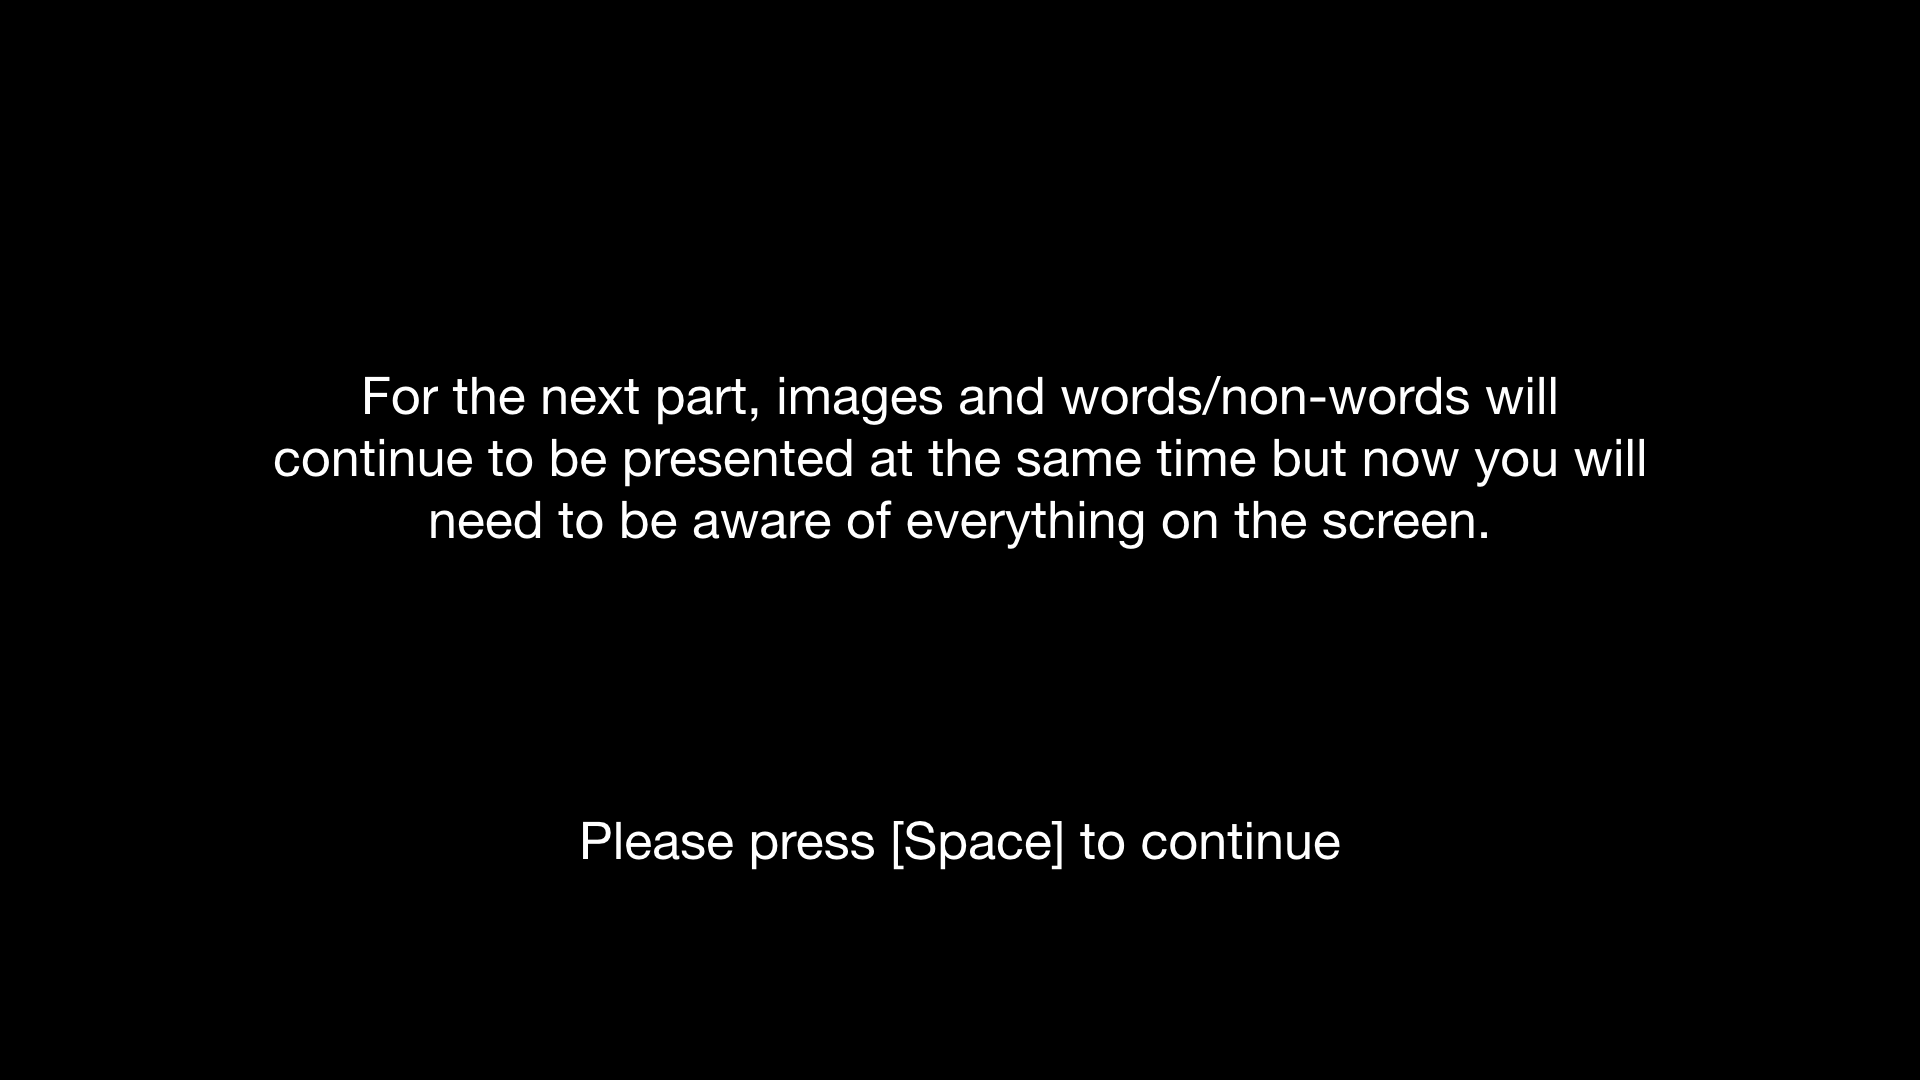 For the next part, images and words/non-words will
continue to be presented at the same time but now you will
need to be aware of everything on the screen.
Please press [Space] to continue